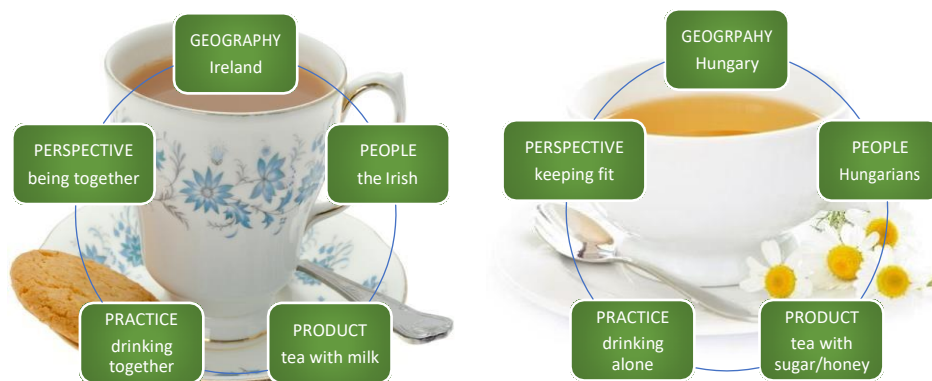 GEOGRAPHY
Ireland
PERSPECTIVE
being together
PEOPLE
the Irish
PRACTICE
drinking
together
PRODUCT
tea with milk
GEOGRPAHY
Hungary
PERSPECTIVE
keeping fit
PEOPLE
Hungarians
PRACTICE
drinking
alone
PRODUCT
tea with
sugar/honey